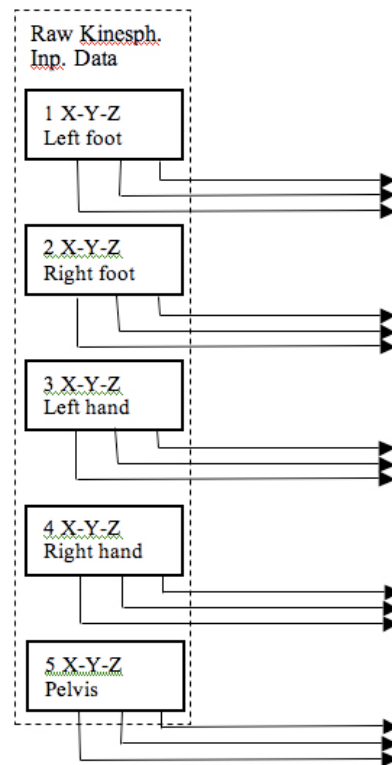 Raw Kinesph.
Inp. Data
1 X-Y-Z
Left foot
2 X-Y-Z
Right foot
3 X-Y-Z
Left hand
4 X-Y-Z
Right hand
5 X-Y-Z
Pelvis